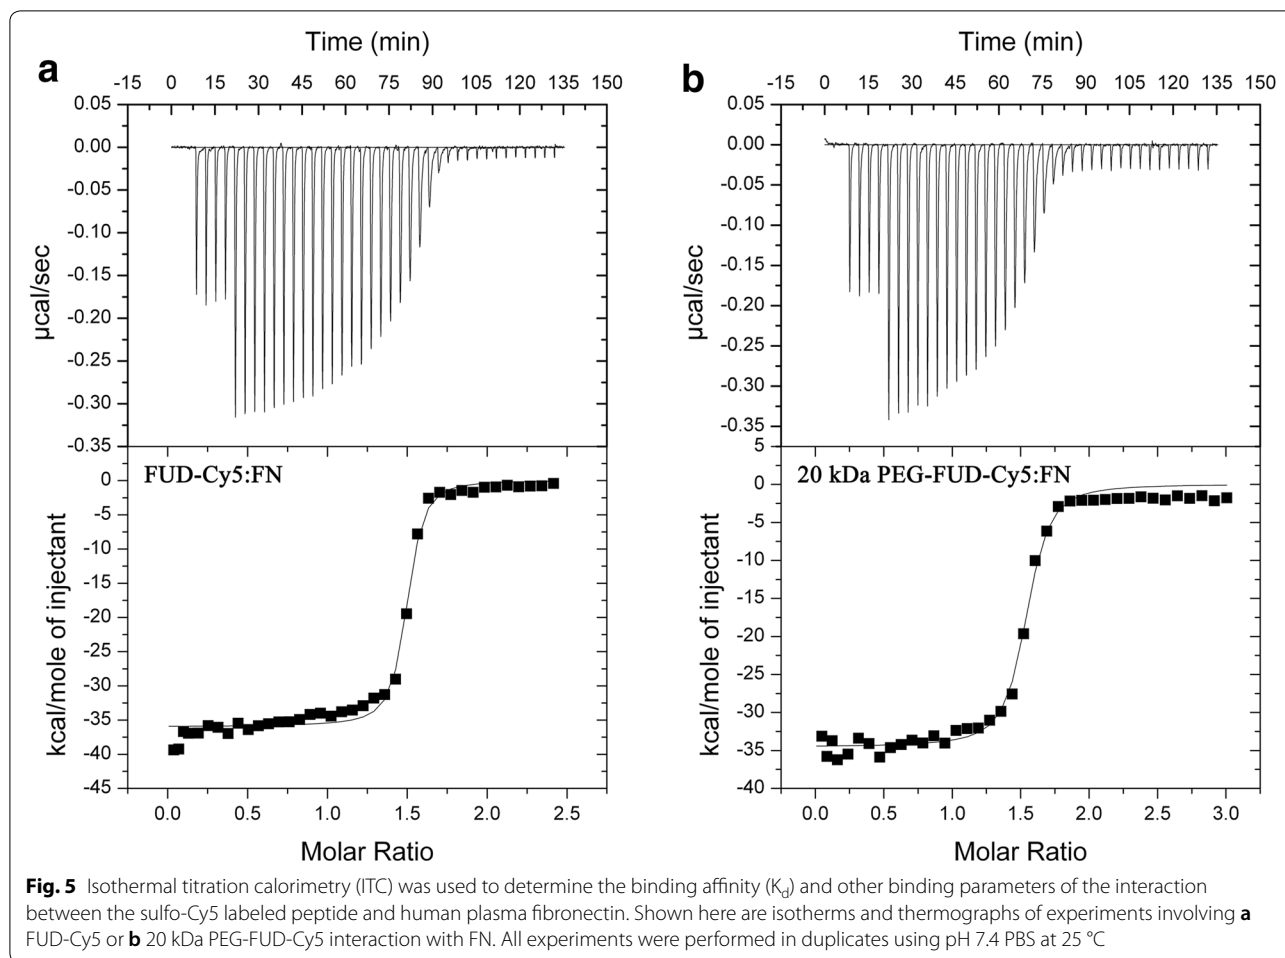 a
Time (min)
-15 0 15 30 45 60 75 90 105 120 135 150
0.05
0.00
-0.05
-0.10
-0.15
-0.20
-0.25
-0.30
-0.35
µcal/sec
FUD-Cy5:FN
0
-5
-10
-15
-20
-25
-30
-35
-40
-45
kcal/mole of injectant
0.0 0.5 1.0 1.5 2.0 2.5
Molar Ratio
b
Time (min)
-15 0 15 30 45 60 75 90 105 120 135 150
0.05
0.00
-0.05
-0.10
-0.15
-0.20
-0.25
-0.30
-0.35
µcal/sec
5
20 kDa PEG-FUD-Cy5:FN
0
-5
-10
-15
-20
-25
-30
-35
-40
kcal/mole of injectant
0.0 0.5 1.0 1.5 2.0 2.5 3.0
Molar Ratio
Fig. 5 Isothermal titration calorimetry (ITC) was used to determine the binding affinity (Kd) and other binding parameters of the interaction
between the sulfo-Cy5 labeled peptide and human plasma fibronectin. Shown here are isotherms and thermographs of experiments involving a
FUD-Cy5 or b 20 kDa PEG-FUD-Cy5 interaction with FN. All experiments were performed in duplicates using pH 7.4 PBS at 25 °C